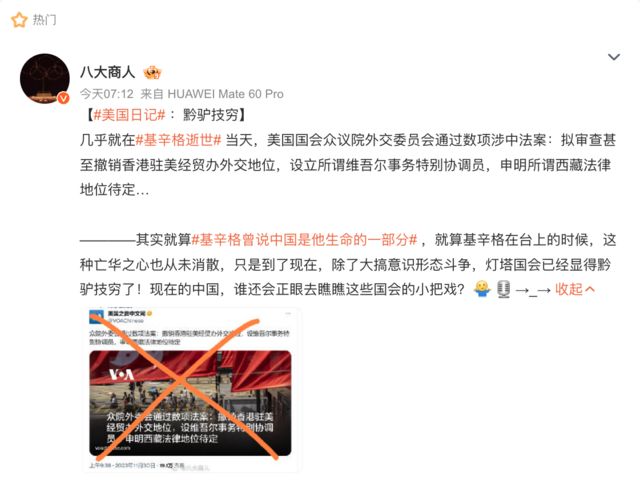 热门
八大商人
今天07:12 来自 HUAWEI Mate 60 Pro
【#美国日记#：黔驴技穷】
几乎就在#基辛格逝世# 当天，美国国会众议院外交委员会通过数项涉中法案：拟审查甚
至撤销香港驻美经贸办外交地位，设立所谓维吾尔事务特别协调员，申明所谓西藏法律
地位待定...
————其实就算#基辛格曾说中国是他生命的一部分# ，就算基辛格在台上的时候，这
种亡华之心也从未消散，只是到了现在，除了大搞意识形态斗争，灯塔国会已经显得黔
驴技穷了！现在的中国，谁还会正眼去瞧瞧这些国会的小把戏？ →_→ 收起
美国之音中文网
@VOAChinese
众院外委会通过数项法案：撤销香港驻美经贸办外交地位，设维吾尔事务特
别协调员，申明西藏法律地位待定
VOA
众院外委会通过数项法案：撤销香港驻美
经贸办外交地位，设维吾尔事务特别协调
员，申明西藏法律地位待定
上午9:38 · 2023年11月30日 ·